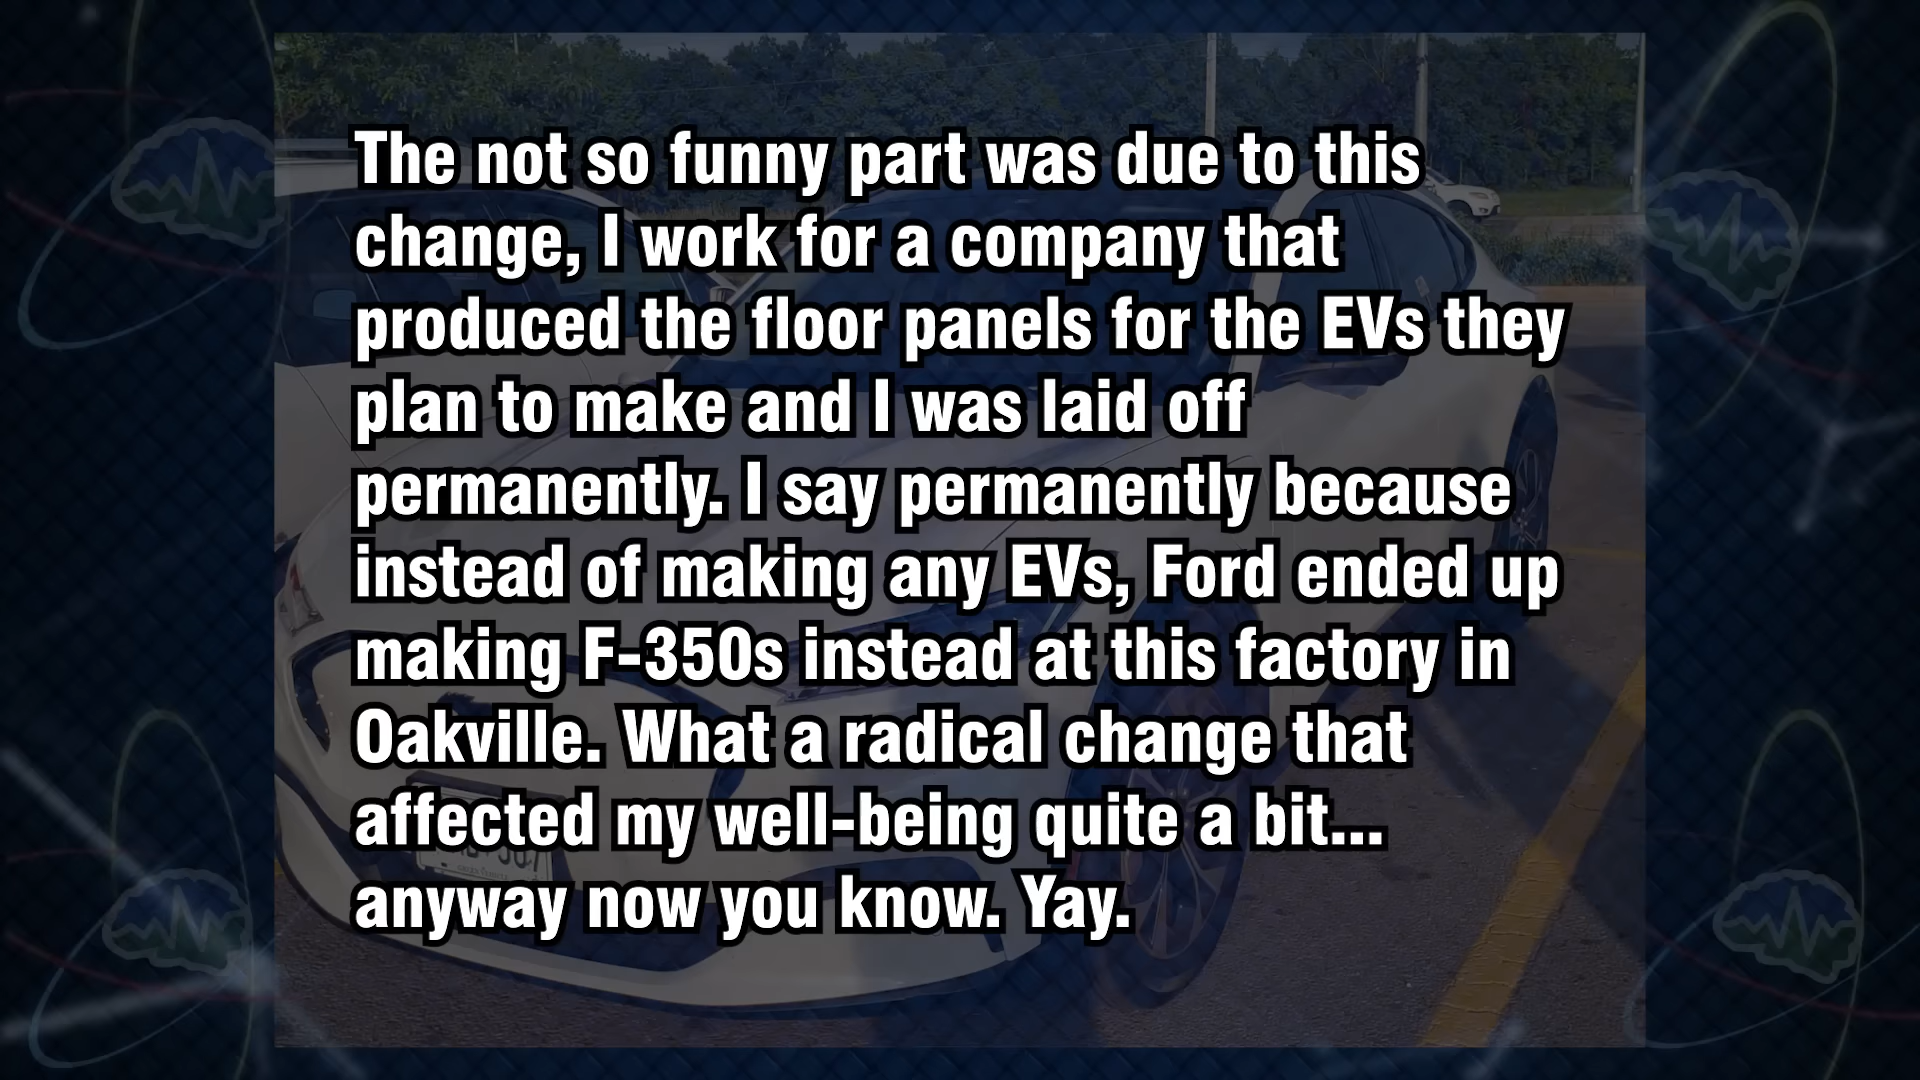 The not so funny part was due to this
change, I work for a company that
produced the floor panels for the EVs they
plan to make and I was laid off
permanently. I say permanently because
instead of making any EVs, Ford ended up
making F-350s instead at this factory in
Oakville. What a radical change that
affected my well-being quite a bit...
anyway now you know. Yay.